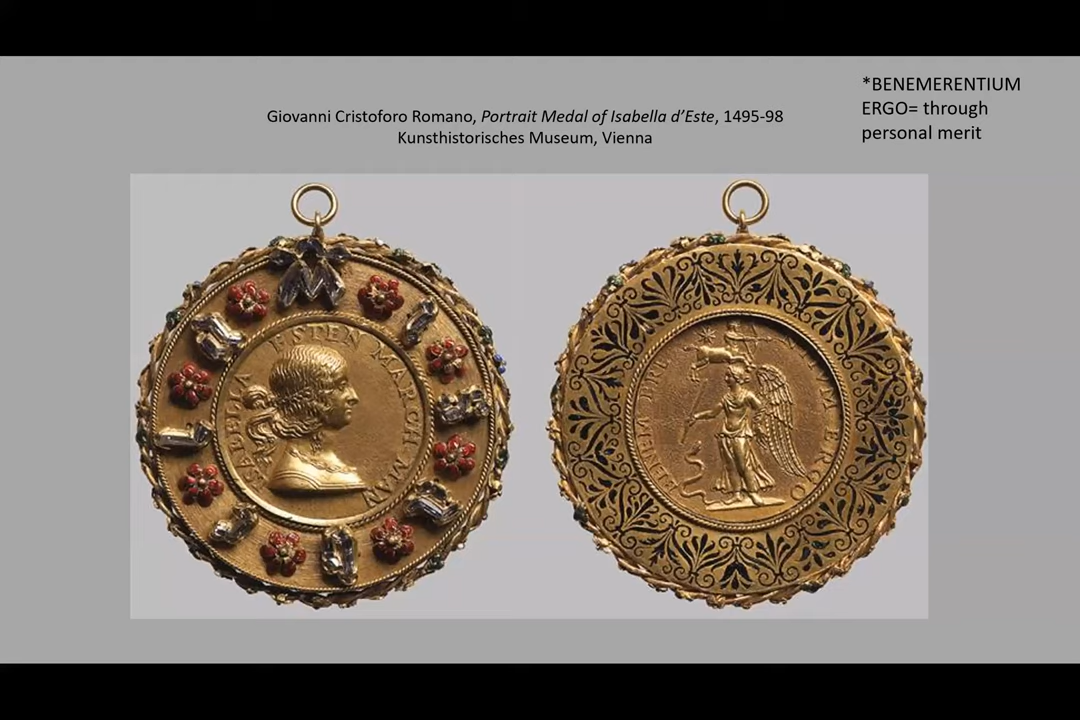 Giovanni Cristoforo Romano, Portrait Medal of Isabella d'Este, 1495-98
Kunsthistorisches Museum, Vienna
*BENEMERENTIUM
ERGO= through
personal merit
ISABELLA ESTEN MARCH MAN
ERGO